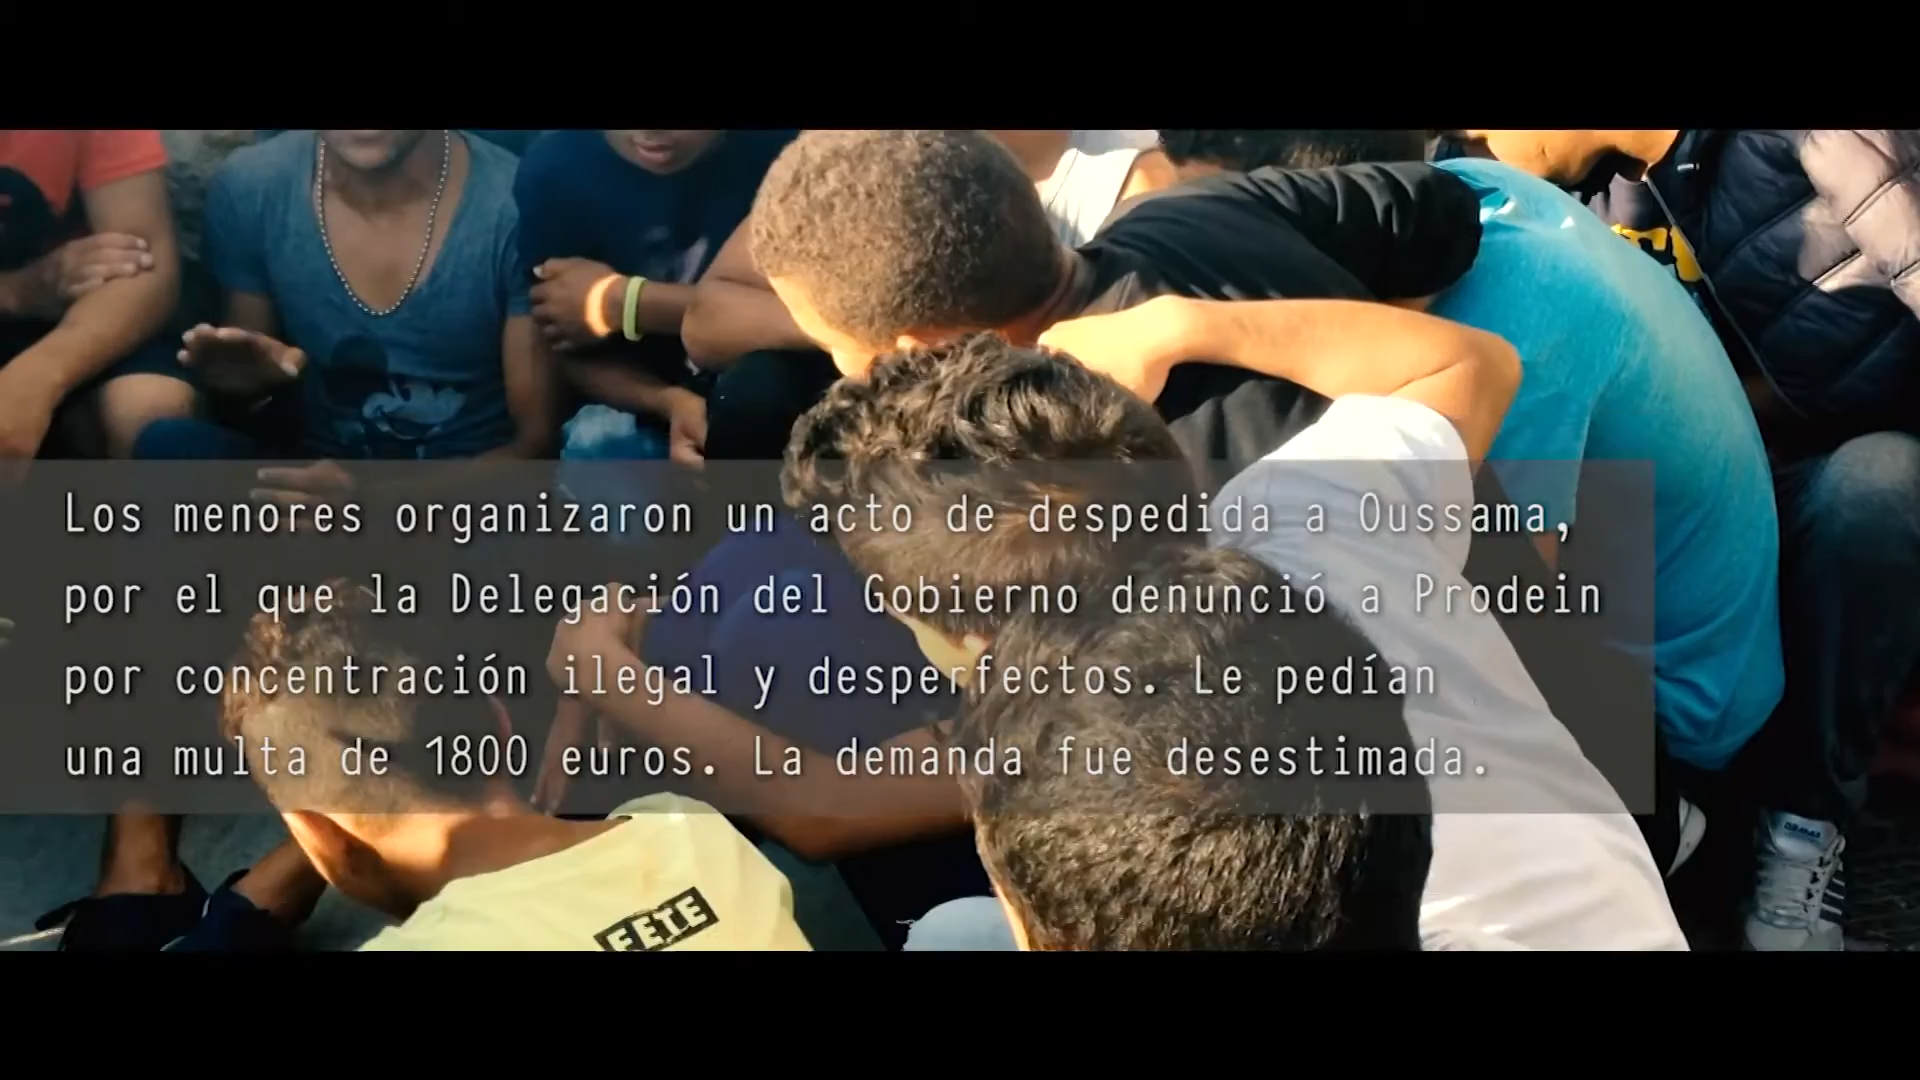 Los menores organizaron un acto de despedida a Oussama,
por el que la Delegación del Gobierno denunció a Prodein
por concentración ilegal y desperfectos. Le pedían
una multa de 1800 euros. La demanda fue desestimada.